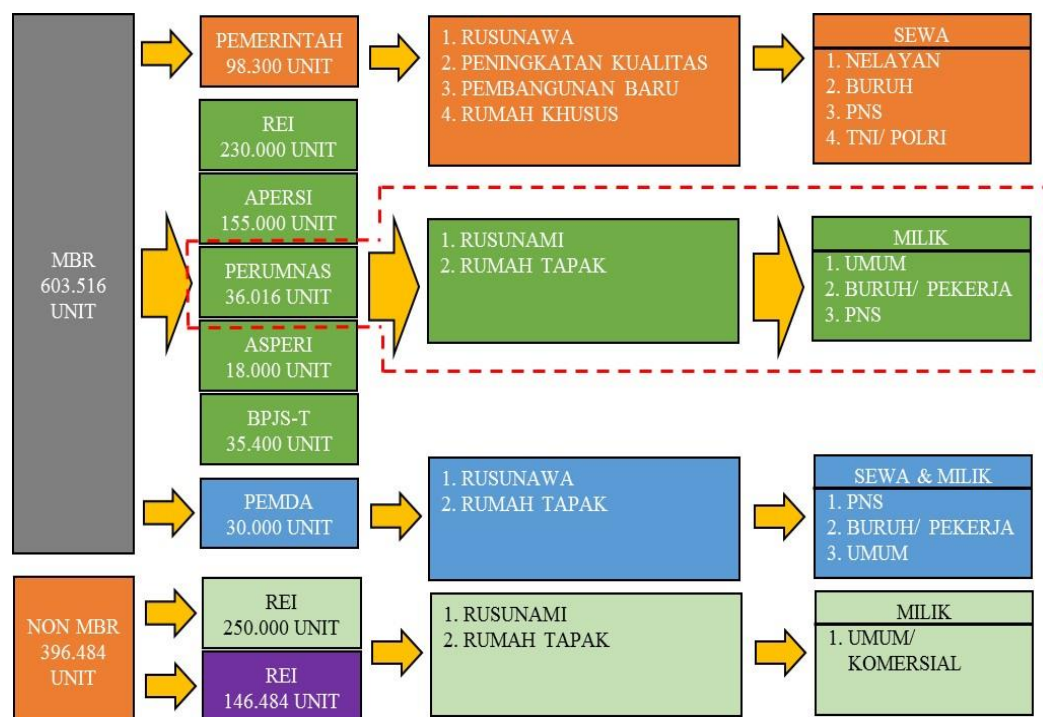 MBR
603.516
UNIT
PEMERINTAH
98.300 UNIT
1. RUSUNAWA
2. PENINGKATAN KUALITAS
3. PEMBANGUNAN BARU
4. RUMAH KHUSUS
SEWA
1. NELAYAN
2. BURUH
3. PNS
4. TNI/ POLRI
REI
230.000 UNIT
APERSI
155.000 UNIT
PERUMNAS
36.016 UNIT
ASPERI
18.000 UNIT
BPJS-T
35.400 UNIT
1. RUSUNAMI
2. RUMAH TAPAK
MILIK
1. UMUM
2. BURUH/ PEKERJA
3. PNS
PEMDA
30.000 UNIT
1. RUSUNAWA
2. RUMAH TAPAK
SEWA & MILIK
1. PNS
2. BURUH/ PEKERJA
3. UMUM
NON MBR
396.484
UNIT
REI
250.000 UNIT
REI
146.484 UNIT
1. RUSUNAMI
2. RUMAH TAPAK
MILIK
1. UMUM/
KOMERSIAL